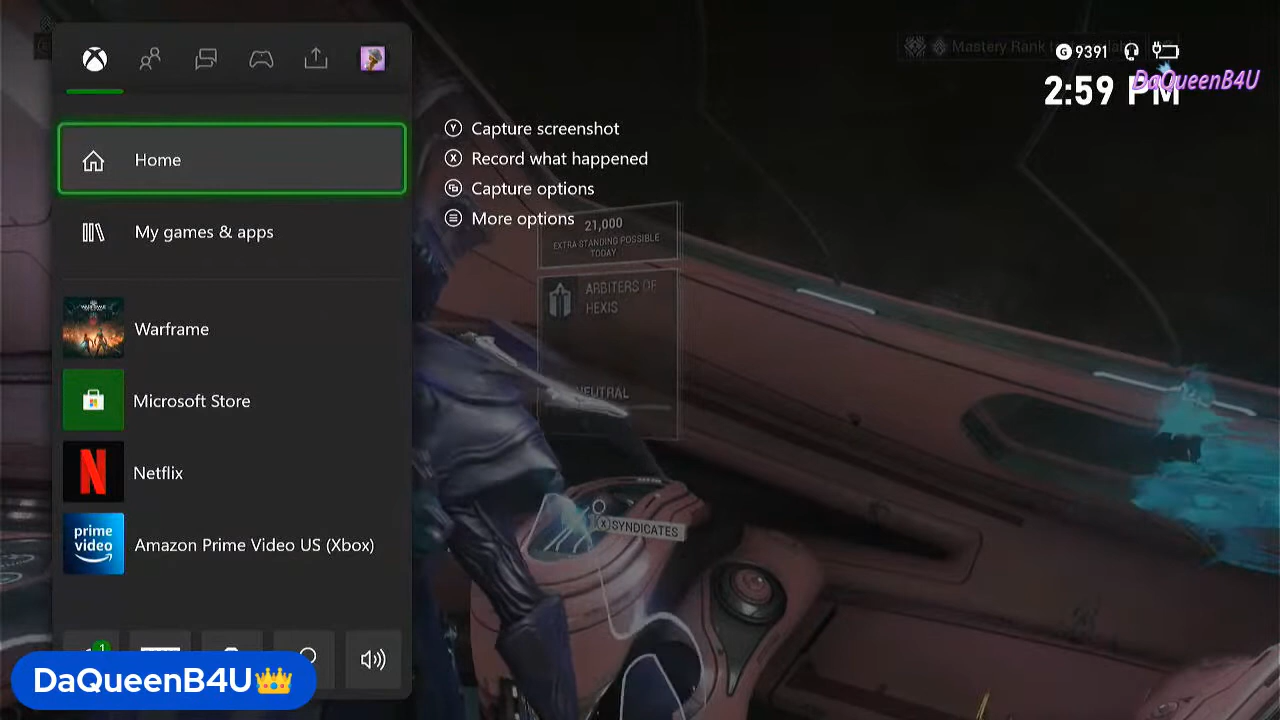 Mastery Rank
G 9391
2:59 PM
DaQueenB4U
Home
My games & apps
Warframe
Microsoft Store
Netflix
prime
video
Amazon Prime Video US (Xbox)
1
Y Capture screenshot
X Record what happened
Capture options
More options
21,000
EXTRA STANDING POSSIBLE
TODAY
ARBITERS OF
HEXIS
NEUTRAL
X SYNDICATES
DaQueenB4U👑